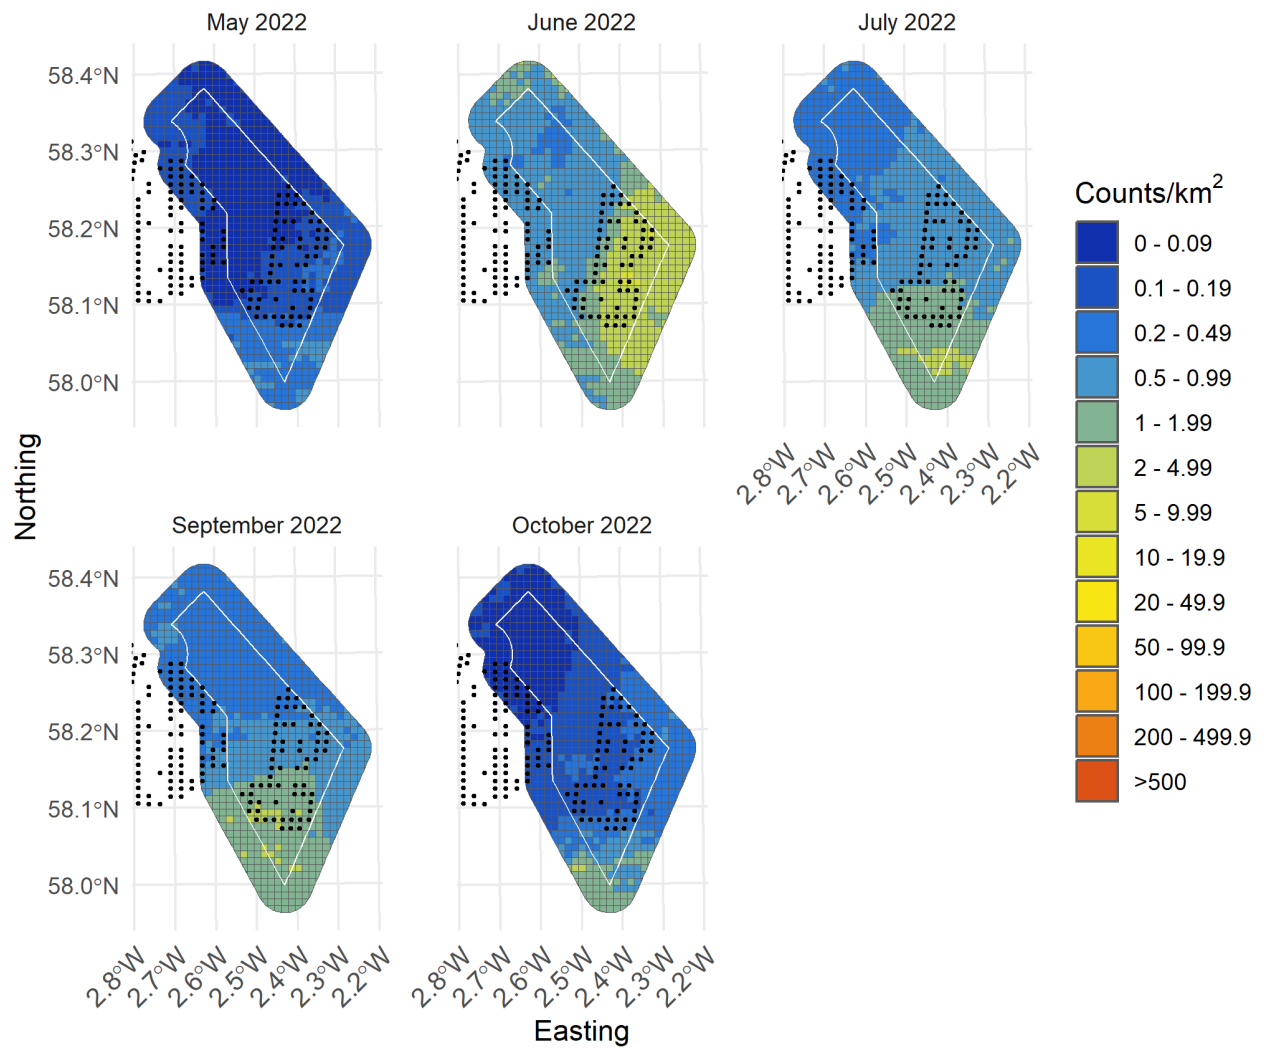 May 2022
June 2022
July 2022
58.4°N
58.3°N
58.2°N
58.1°N
58.0°N
2.8°W
2.7°W
2.6°W
2.5°W
2.4°W
2.3°W
2.2°W
Northing
September 2022
October 2022
58.4°N
58.3°N
58.2°N
58.1°N
58.0°N
2.8°W
2.7°W
2.6°W
2.5°W
2.4°W
2.3°W
2.2°W
2.8°W
2.7°W
2.6°W
2.5°W
2.4°W
2.3°W
2.2°W
Easting
Counts/km²
0 - 0.09
0.1 - 0.19
0.2 - 0.49
0.5 - 0.99
1 - 1.99
2 - 4.99
5 - 9.99
10 - 19.9
20 - 49.9
50 - 99.9
100 - 199.9
200 - 499.9
>500